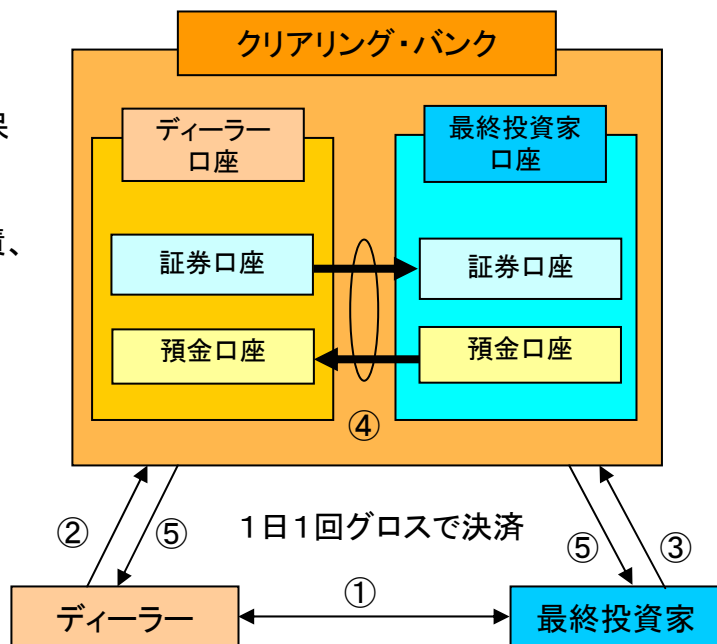 クリアリング・バンク
保
ディーラー
口座
最終投資家
口座
、
証券口座
証券口座
預金口座
預金口座
④
②
⑤
1日1回グロスで決済
⑤
③
①
ディーラー
最終投資家